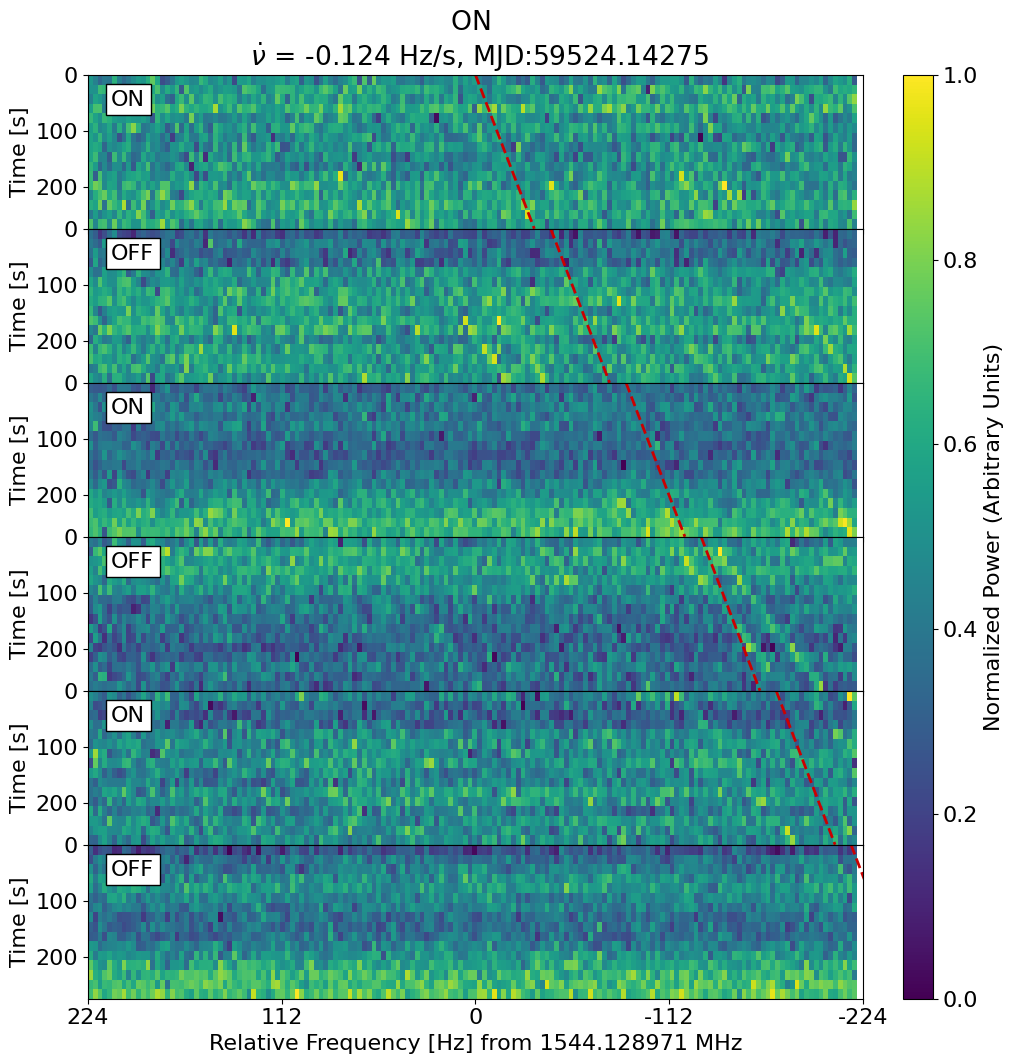 ON
ν̇ = -0.124 Hz/s, MJD:59524.14275
0
ON
Time [s]
100
200
0
OFF
Time [s]
100
200
0
ON
Time [s]
100
200
0
OFF
Time [s]
100
200
0
ON
Time [s]
100
200
0
OFF
Time [s]
100
200
224 112 0 -112 -224
Relative Frequency [Hz] from 1544.128971 MHz
1.0
0.8
0.6
0.4
0.2
0.0
Normalized Power (Arbitrary Units)